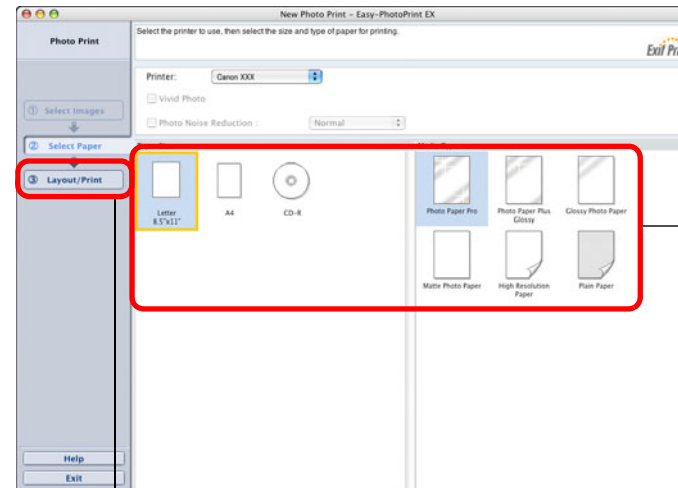 New Photo Print - Easy-PhotoPrint EX
Photo Print
Select the printer to use, then select the size and type of paper for printing.
Exif
Printer: Canon XXX
Vivid Photo
Photo Noise Reduction : Normal
① Select Images
② Select Paper
③ Layout/Print
Letter
8.5"x11"
A4
CD-R
Photo Paper Pro
Photo Paper Plus
Glossy
Glossy Photo Paper
Matte Photo Paper
High Resolution
Paper
Plain Paper
Help
Exit